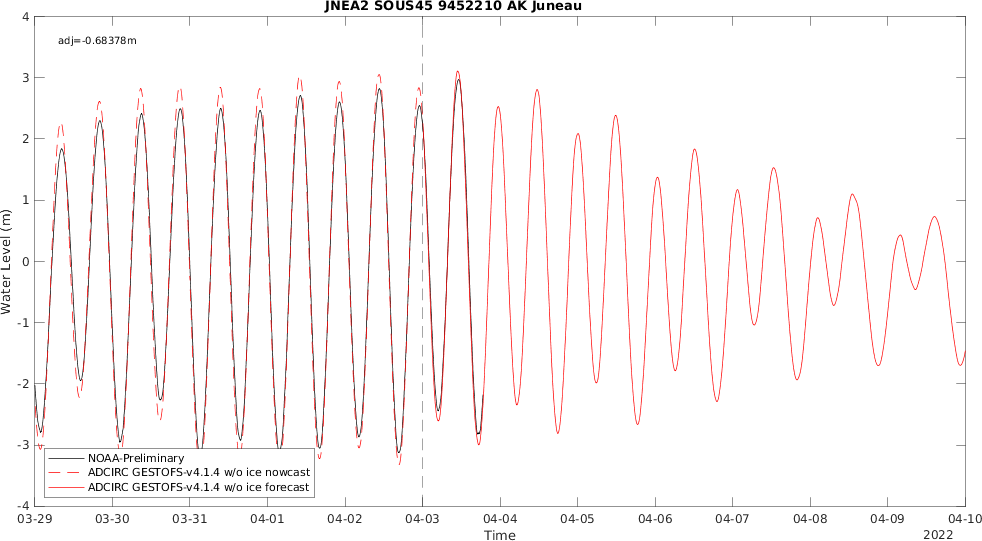 JNEA2 SOUS45 9452210 AK Juneau
adj=-0.68378m
4
3
2
1
0
-1
-2
-3
-4
Water Level (m)
NOAA-Preliminary
ADCIRC GESTOFS-v4.1.4 w/o ice nowcast
ADCIRC GESTOFS-v4.1.4 w/o ice forecast
03-29 03-30 03-31 04-01 04-02 04-03 04-04 04-05 04-06 04-07 04-08 04-09 04-10
Time
2022